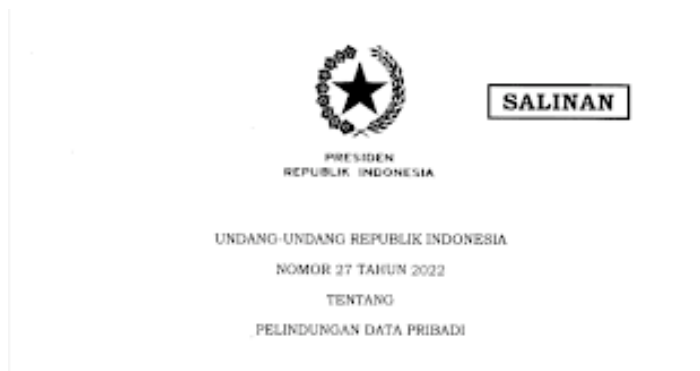 SALINAN
PRESIDEN
REPUBLIK INDONESIA
UNDANG-UNDANG REPUBLIK INDONESIA
NOMOR 27 TAHUN 2022
TENTANG
PELINDUNGAN DATA PRIBADI